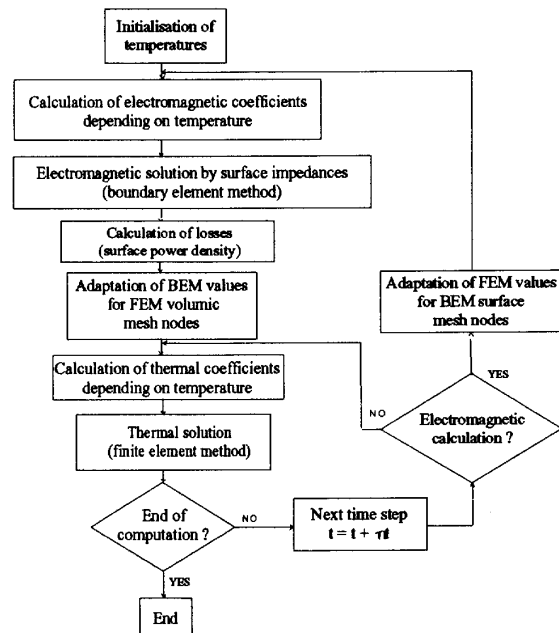 Initialisation of
temperatures
Calculation of electromagnetic coefficients
depending on temperature
Electromagnetic solution by surface impedances
(boundary element method)
Calculation of losses
(surface power density)
Adaptation of BEM values
for FEM volumic
mesh nodes
Adaptation of FEM values
for BEM surface
mesh nodes
Calculation of thermal coefficients
depending on temperature
YES
NO
Electromagnetic
calculation ?
Thermal solution
(finite element method)
End of
computation ?
NO
Next time step
t = t + τt
YES
End